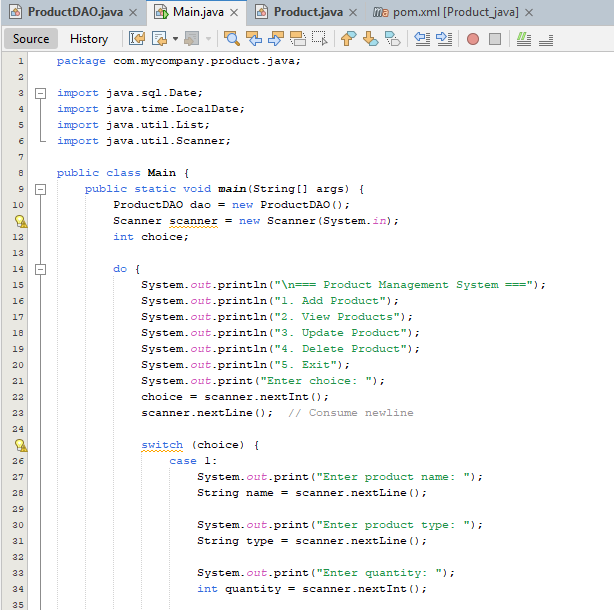 ProductDAO.java × Main.java × Product.java × pom.xml [Product_java] ×
Source History
1 package com.mycompany.product.java;
2
3 import java.sql.Date;
4 import java.time.LocalDate;
5 import java.util.List;
6 import java.util.Scanner;
7
8 public class Main {
9 public static void main(String[] args) {
10 ProductDAO dao = new ProductDAO();
Scanner scanner = new Scanner(System.in);
12 int choice;
13
14 do {
15 System.out.println("\n=== Product Management System ===");
16 System.out.println("1. Add Product");
17 System.out.println("2. View Products");
18 System.out.println("3. Update Product");
19 System.out.println("4. Delete Product");
20 System.out.println("5. Exit");
21 System.out.print("Enter choice: ");
22 choice = scanner.nextInt();
23 scanner.nextLine(); // Consume newline
24
switch (choice) {
26 case 1:
27 System.out.print("Enter product name: ");
28 String name = scanner.nextLine();
29
30 System.out.print("Enter product type: ");
31 String type = scanner.nextLine();
32
33 System.out.print("Enter quantity: ");
34 int quantity = scanner.nextInt();
35